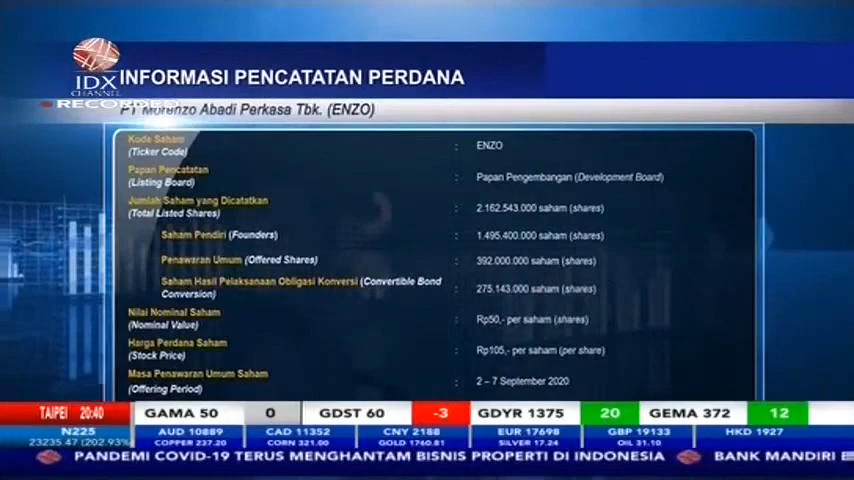 IDX
CHANNEL
INFORMASI PENCATATAN PERDANA
RECORDED
PT Morenzo Abadi Perkasa Tbk. (ENZO)
Kode Saham
(Ticker Code) : ENZO
Papan Pencatatan
(Listing Board) : Papan Pengembangan (Development Board)
Jumlah Saham yang Dicatatkan
(Total Listed Shares) : 2.162.543.000 saham (shares)
Saham Pendiri (Founders) : 1.495.400.000 saham (shares)
Penawaran Umum (Offered Shares) : 392.000.000 saham (shares)
Saham Hasil Pelaksanaan Obligasi Konversi (Convertible Bond
Conversion) : 275.143.000 saham (shares)
Nilai Nominal Saham
(Nominal Value) : Rp50,- per saham (shares)
Harga Perdana Saham
(Stock Price) : Rp105,- per saham (per share)
Masa Penawaran Umum Saham
(Offering Period) : 2 – 7 September 2020
TAIPEI 20:40 GAMA 50 0 GDST 60 -3 GDYR 1375 20 GEMA 372 12
N225 AUD 10889 CAD 11352 CNY 2188 EUR 17698 GBP 19133 HKD 1927
23235.47 (202.93% COPPER 237.20 CORN 321.00 GOLD 1760.81 SILVER 17.24 OIL 31.10
PANDEMI COVID-19 TERUS MENGHANTAM BISNIS PROPERTI DI INDONESIA BANK MANDIRI